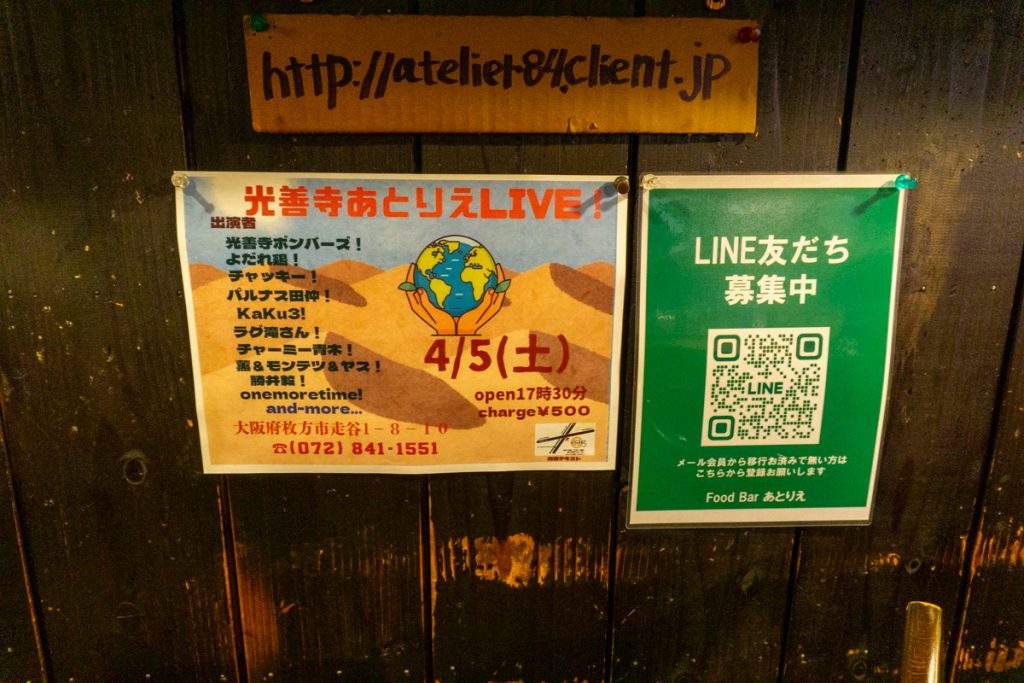 http://atelier84.client.jp
光善寺あとりえLIVE！
出演者
光善寺ボンバーズ！
よだれ鶏！
チャッキー！
パルナス田仲！
KaKu3!
ラグ滝さん！
チャーミー青木！
薫＆モンテツ＆ヤス！
onemoretime!
and-more...
4/5(土)
open17時30分
charge¥500
大阪府枚方市走谷1－8－10
☎(072) 841-1551
LINE友だち
募集中
LINE
メール会員から移行お済みで無い方は
こちらから登録お願いします
Food Bar あとりえ